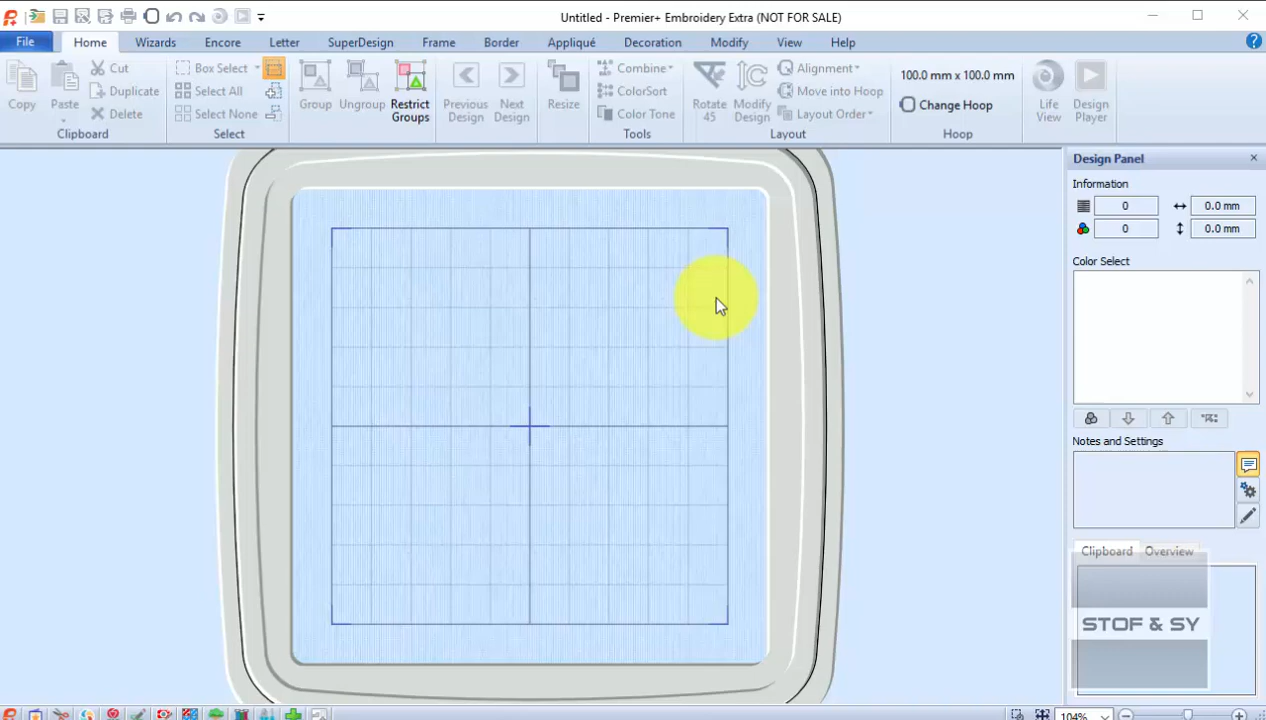 Untitled - Premier+ Embroidery Extra (NOT FOR SALE)
File Home Wizards Encore Letter SuperDesign Frame Border Appliqué Decoration Modify View Help
Copy Paste Cut Duplicate Delete
Clipboard
Box Select Select All Select None
Select
Group Ungroup Restrict Groups
Previous Design Next Design
Resize
Combine ColorSort Color Tone
Tools
Rotate 45 Modify Design Alignment Move into Hoop Layout Order
Layout
100.0 mm x 100.0 mm
Change Hoop
Hoop
Life View Design Player
Design Panel
Information
0 0.0 mm
0 0.0 mm
Color Select
Notes and Settings
Clipboard Overview
STOF & SY
104%